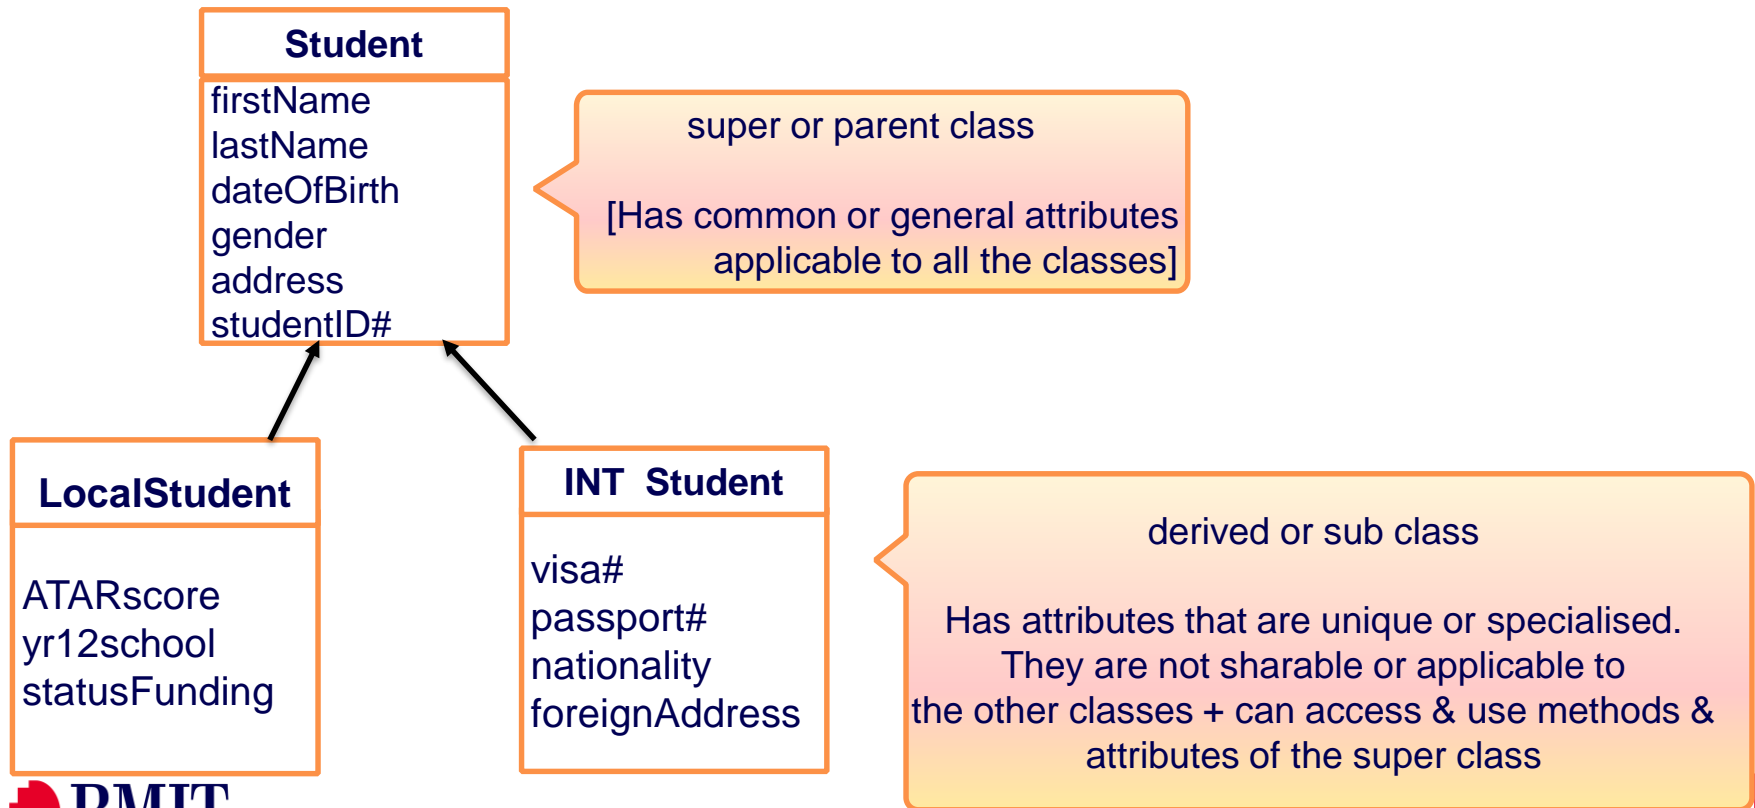 Student
firstName
lastName
dateOfBirth
gender
address
studentID#
super or parent class
[Has common or general attributes
applicable to all the classes]
LocalStudent
ATARscore
yr12school
statusFunding
INT Student
visa#
passport#
nationality
foreignAddress
derived or sub class
Has attributes that are unique or specialised.
They are not sharable or applicable to
the other classes + can access & use methods &
attributes of the super class
RMIT